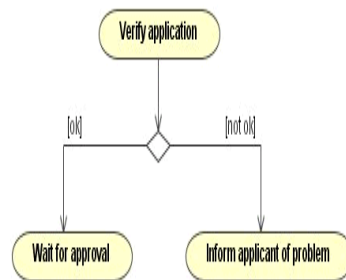 Verify application
[ok]
[not ok]
Wait for approval
Inform applicant of problem